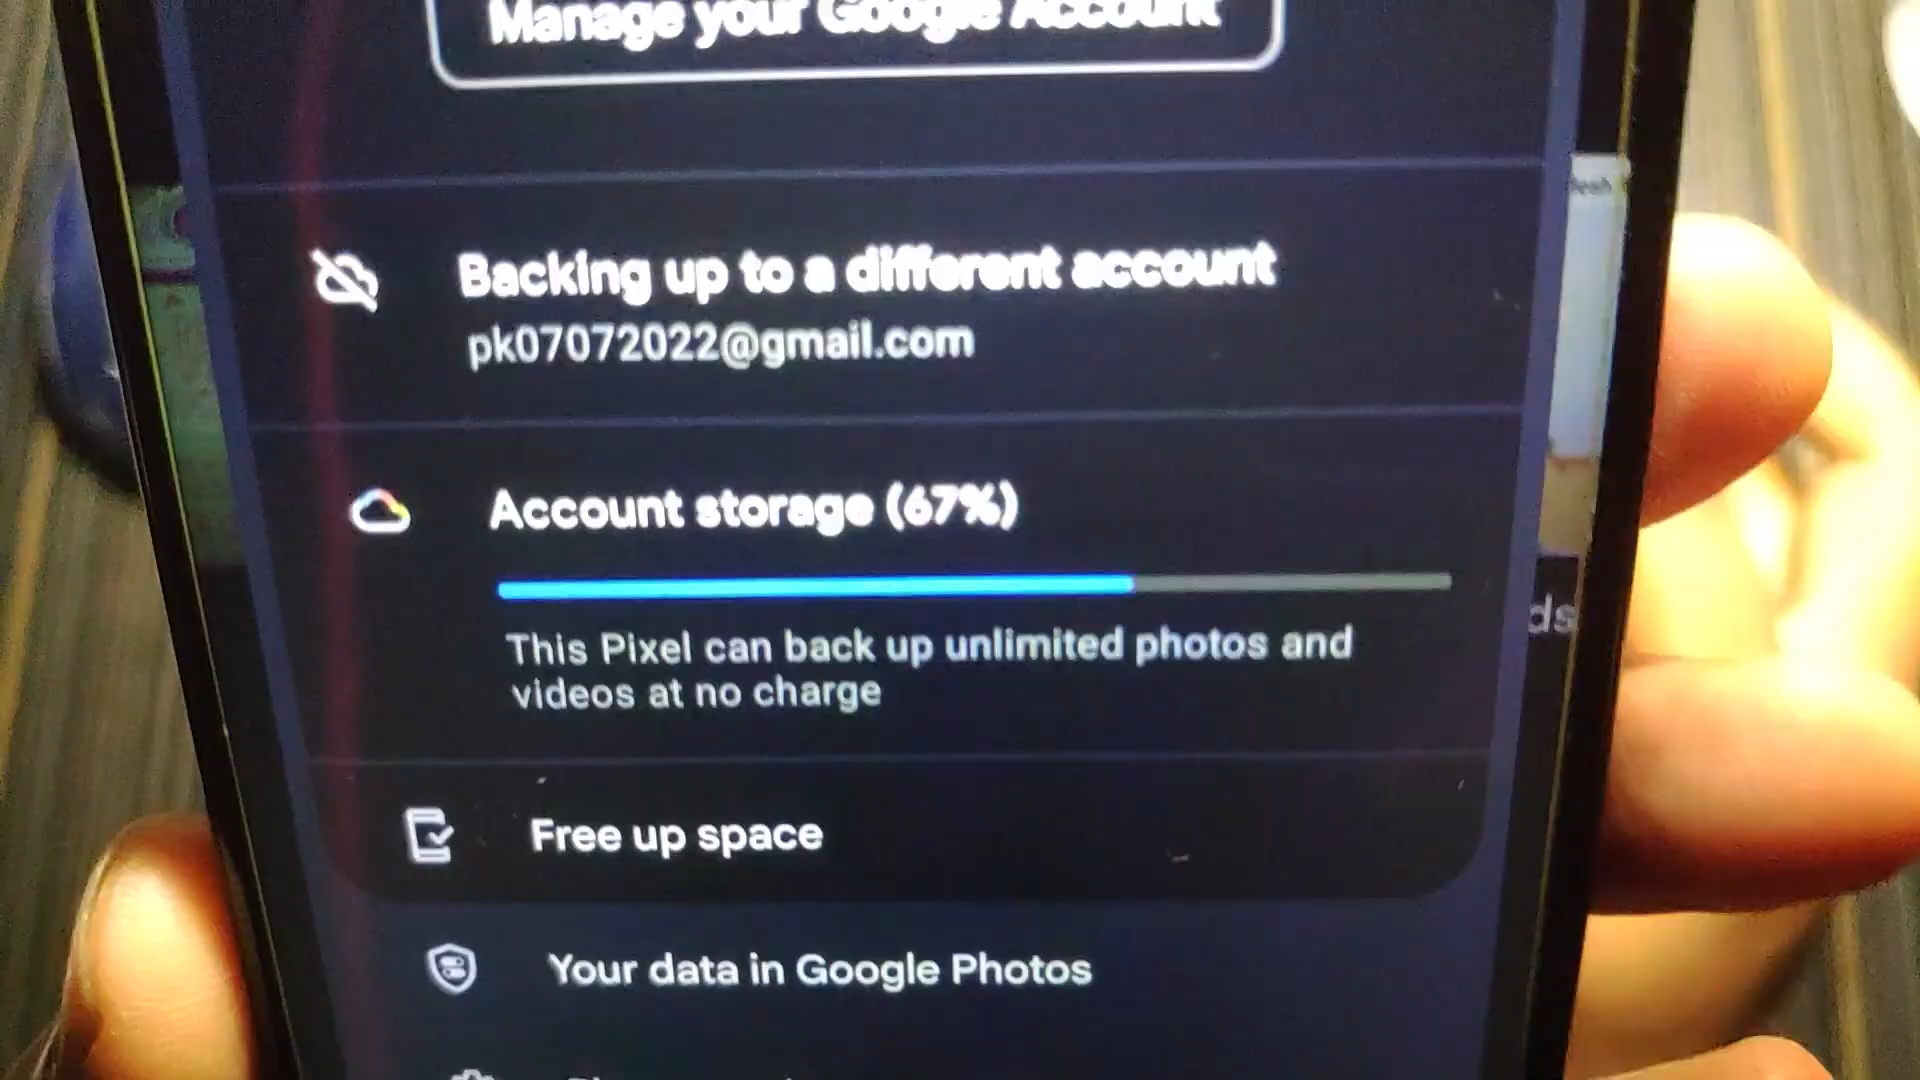 Manage your Google Account
Backing up to a different account
pk07072022@gmail.com
Account storage (67%)
This Pixel can back up unlimited photos and
videos at no charge
ds
Free up space
Your data in Google Photos